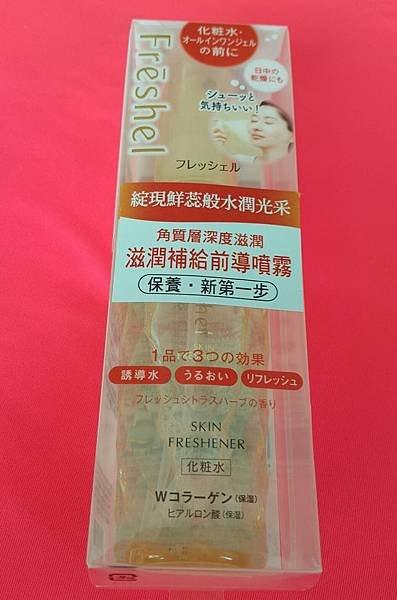 化粧水・
オールインワンジェル
の前に
Frēshel
日中の
乾燥にも
シューッと
気持ちいい！
フレッシェル
綻現鮮蕊般水潤光采
角質層深度滋潤
滋潤補給前導噴霧
保養・新第一步
Freshel
SKIN
1品で3つの効果
誘導水 うるおい リフレッシュ
フレッシュシトラスハーブの香り
SKIN
FRESHENER
化粧水
Wコラーゲン(保湿)
ヒアルロン酸(保湿)